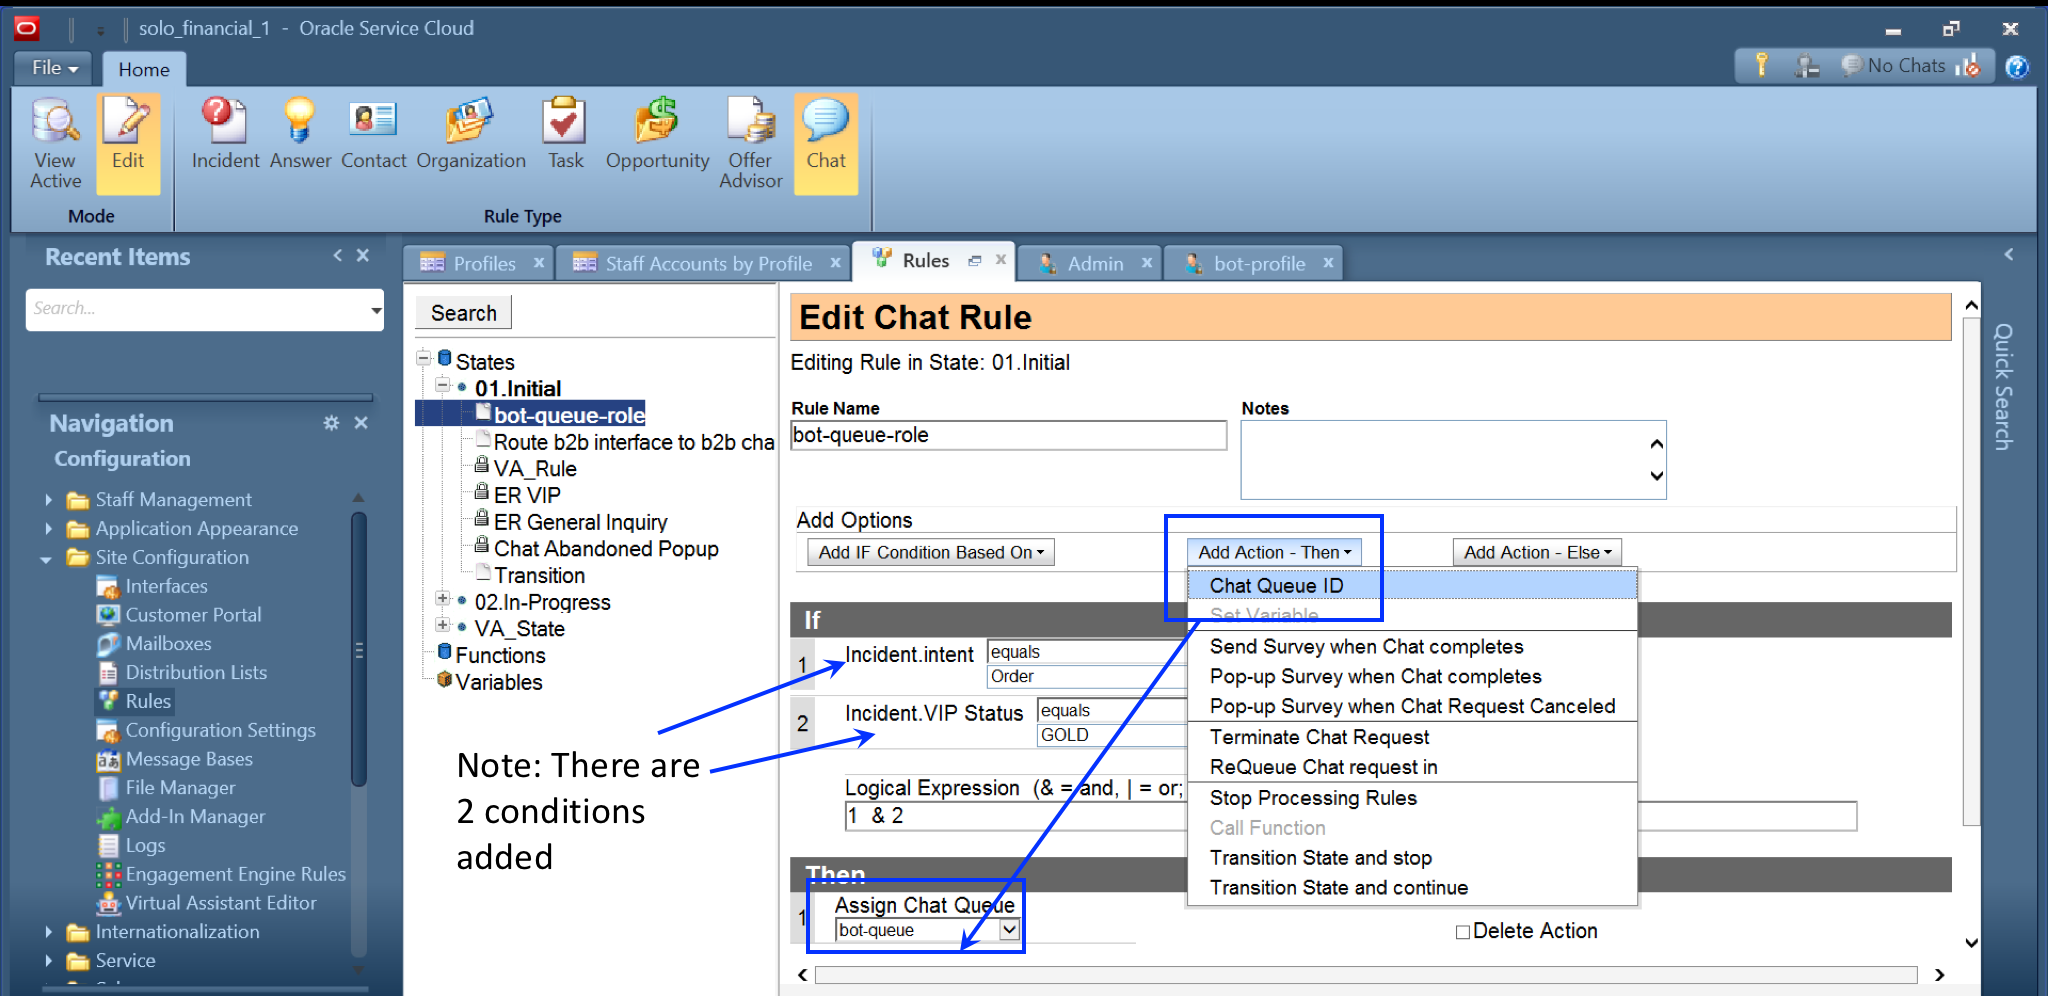 solo_financial_1 - Oracle Service Cloud
File
Home
No Chats
View Active
Edit
Incident
Answer
Contact
Organization
Task
Opportunity
Offer Advisor
Chat
Mode
Rule Type
Recent Items
Search...
Navigation
Configuration
Staff Management
Application Appearance
Site Configuration
Interfaces
Customer Portal
Mailboxes
Distribution Lists
Rules
Configuration Settings
Message Bases
File Manager
Add-In Manager
Logs
Engagement Engine Rules
Virtual Assistant Editor
Internationalization
Service
Profiles
Staff Accounts by Profile
Rules
Admin
bot-profile
Search
States
01.Initial
bot-queue-role
Route b2b interface to b2b cha
VA_Rule
ER VIP
ER General Inquiry
Chat Abandoned Popup
Transition
02.In-Progress
VA_State
Functions
Variables
Note: There are
2 conditions
added
Edit Chat Rule
Editing Rule in State: 01.Initial
Rule Name
bot-queue-role
Notes
Add Options
Add IF Condition Based On
Add Action - Then
Add Action - Else
Chat Queue ID
Set Variable
Send Survey when Chat completes
Pop-up Survey when Chat completes
Pop-up Survey when Chat Request Canceled
Terminate Chat Request
ReQueue Chat request in
Stop Processing Rules
Call Function
Transition State and stop
Transition State and continue
If
1 Incident.intent equals
Order
2 Incident.VIP Status equals
GOLD
Logical Expression (& = and, | = or;
1 & 2
Then
1 Assign Chat Queue
bot-queue
Delete Action
Quick Search